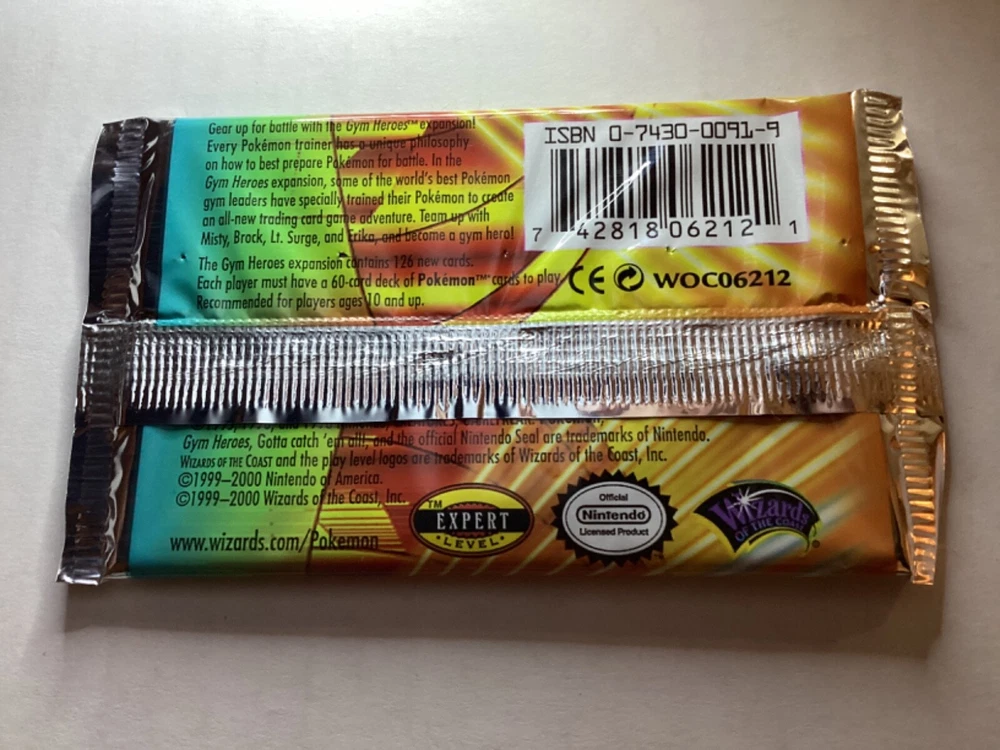 Gear up for battle with the Gym Heroes™ expansion!
Every Pokémon trainer has a unique philosophy
on how to best prepare Pokémon for battle. In the
Gym Heroes expansion, some of the world's best Pokémon
gym leaders have specially trained their Pokémon to create
an all-new trading card game adventure. Team up with
Misty, Brock, Lt. Surge, and Erika, and become a gym hero!
The Gym Heroes expansion contains 126 new cards.
Each player must have a 60-card deck of Pokémon™ cards to play.
Recommended for players ages 10 and up.
ISBN 0-7430-0091-9
7 42818 06212 1
CE WOC06212
Gym Heroes, Gotta catch 'em all!, and the official Nintendo Seal are trademarks of Nintendo.
WIZARDS OF THE COAST and the play level logos are trademarks of Wizards of the Coast, Inc.
©1999–2000 Nintendo of America.
©1999–2000 Wizards of the Coast, Inc.
www.wizards.com/Pokemon
TM
EXPERT
• LEVEL •
Official
Nintendo
Licensed Product
Wizards
OF THE COAST
®